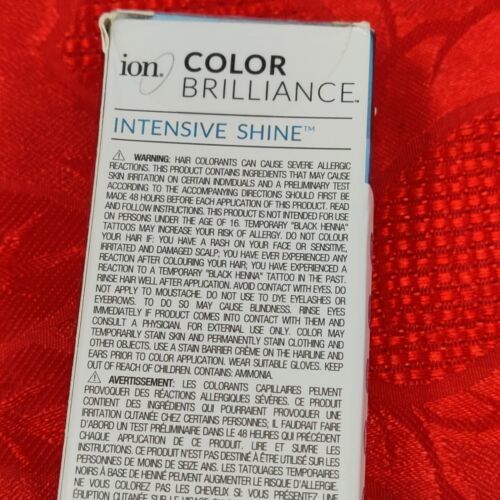 ion® COLOR
BRILLIANCE™
INTENSIVE SHINE™
⚠ WARNING: HAIR COLORANTS CAN CAUSE SEVERE ALLERGIC
REACTIONS. THIS PRODUCT CONTAINS INGREDIENTS THAT MAY CAUSE
SKIN IRRITATION ON CERTAIN INDIVIDUALS AND A PRELIMINARY TEST
ACCORDING TO THE ACCOMPANYING DIRECTIONS SHOULD FIRST BE
MADE 48 HOURS BEFORE EACH APPLICATION OF THIS PRODUCT. READ
AND FOLLOW INSTRUCTIONS. THIS PRODUCT IS NOT INTENDED FOR USE
ON PERSONS UNDER THE AGE OF 16. TEMPORARY "BLACK HENNA"
TATTOOS MAY INCREASE YOUR RISK OF ALLERGY. DO NOT COLOUR
YOUR HAIR IF: YOU HAVE A RASH ON YOUR FACE OR SENSITIVE,
IRRITATED AND DAMAGED SCALP; YOU HAVE EVER EXPERIENCED ANY
REACTION AFTER COLOURING YOUR HAIR; YOU HAVE EXPERIENCED A
REACTION TO A TEMPORARY "BLACK HENNA" TATTOO IN THE PAST.
RINSE HAIR WELL AFTER APPLICATION. AVOID CONTACT WITH EYES. DO
NOT APPLY TO MOUSTACHE. DO NOT USE TO DYE EYELASHES OR
EYEBROWS. TO DO SO MAY CAUSE BLINDNESS. RINSE EYES
IMMEDIATELY IF PRODUCT COMES INTO CONTACT WITH THEM AND
CONSULT A PHYSICIAN. FOR EXTERNAL USE ONLY. COLOR MAY
TEMPORARILY STAIN SKIN AND PERMANENTLY STAIN CLOTHING AND
OTHER OBJECTS. USE A STAIN BARRIER CRÈME ON THE HAIRLINE AND
EARS PRIOR TO COLOR APPLICATION. WEAR SUITABLE GLOVES. KEEP
OUT OF REACH OF CHILDREN. CONTAINS: AMMONIA.
⚠ AVERTISSEMENT: LES COLORANTS CAPILLAIRES PEUVENT
PROVOQUER DES RÉACTIONS ALLERGIQUES SÉVÈRES. CE PRODUIT
CONTIENT DES INGRÉDIENTS QUI POURRAIENT PROVOQUER UNE
IRRITATION CUTANÉE CHEZ CERTAINES PERSONNES; IL FAUDRAIT FAIRE
D'ABORD UN TEST PRÉLIMINAIRE DANS LE 48 HEURES QUI PRÉCÈDENT
CHAQUE APPLICATION DE CE PRODUIT. LIRE ET SUIVRE LES
INSTRUCTIONS. CE PRODUIT N'EST PAS DESTINÉ À ÊTRE UTILISÉ SUR LES
PERSONNES DE MOINS DE SEIZE ANS. LES TATOUAGES TEMPORAIRES
NOIRS À BASE DE HENNÉ PEUVENT AUGMENTER LE RISQUE D'ALLERGIE.
NE COLOREZ PAS LES CHEVEUX SI: VOUS PRÉSENTEZ UNE
ÉRUPTION CUTANÉE SUR LE VISAGE